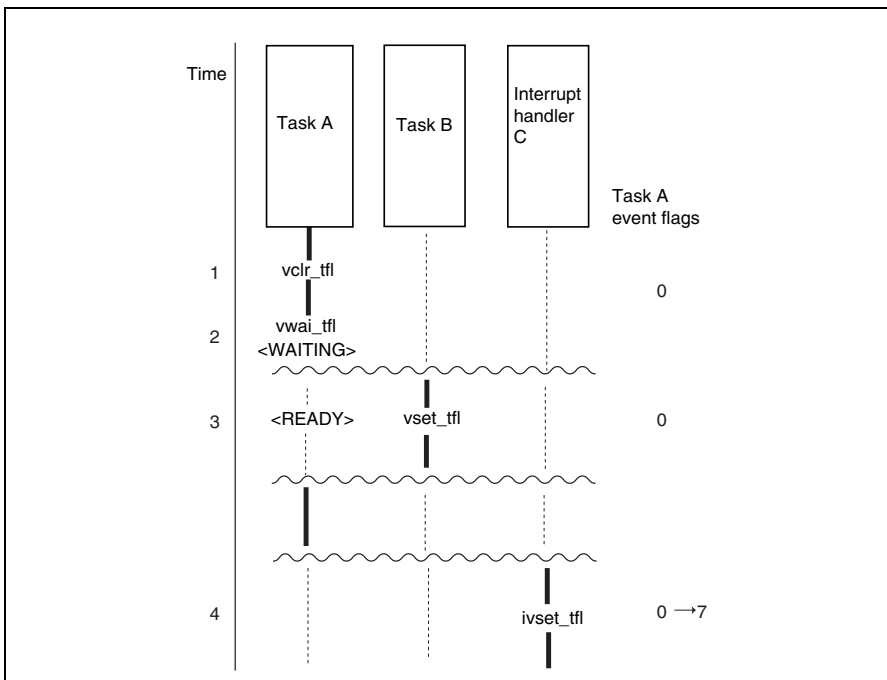 Time
Task A
Task B
Interrupt
handler
C
Task A
event flags
1
vclr_tfl
0
2
vwai_tfl
<WAITING>
3
<READY>
vset_tfl
0
4
ivset_tfl
0 →7